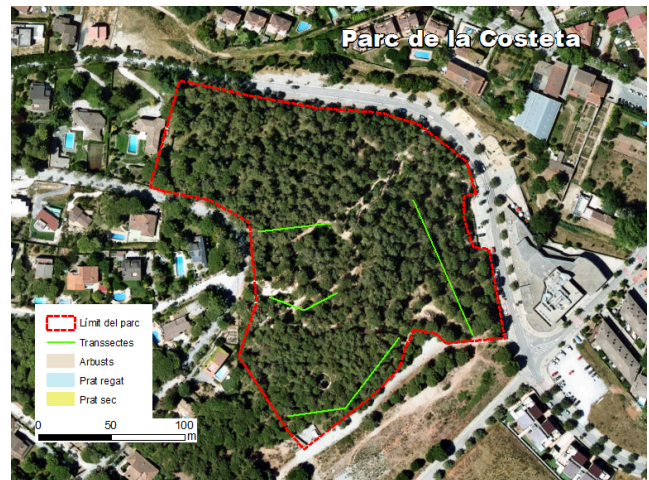 Parc de la Costeta
Límit del parc
Transsectes
Arbusts
Prat regat
Prat sec
0 50 100
m